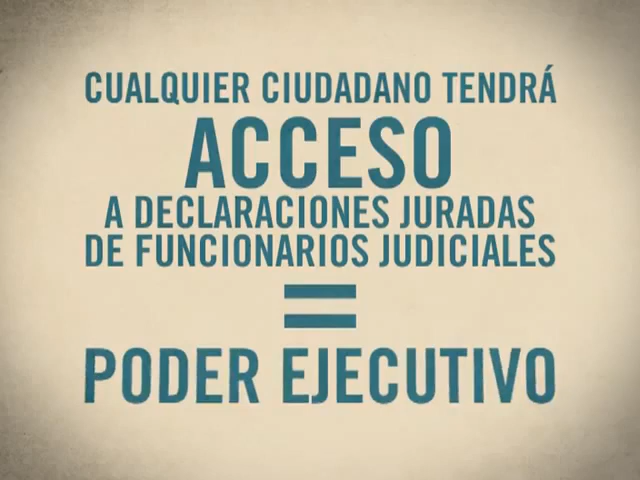 CUALQUIER CIUDADANO TENDRÁ
ACCESO
A DECLARACIONES JURADAS
DE FUNCIONARIOS JUDICIALES
=
PODER EJECUTIVO